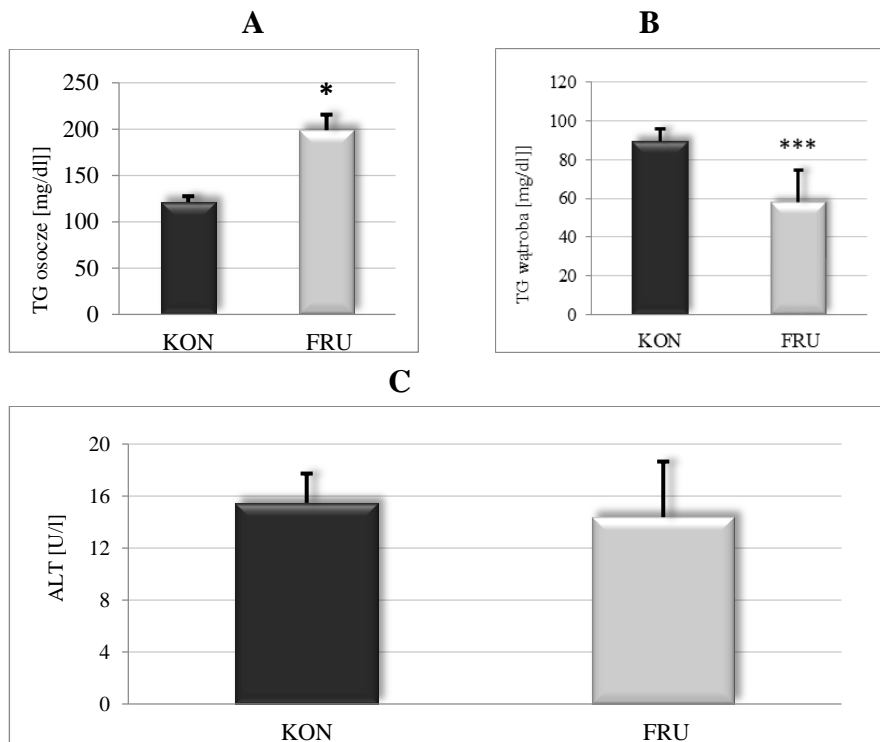 A
TG osocze [mg/dl]]
250
200
150
100
50
0
*
KON
FRU
B
TG wątroba [mg/dl]]
120
100
80
60
40
20
0
***
KON
FRU
C
ALT [U/l]
20
16
12
8
4
0
KON
FRU